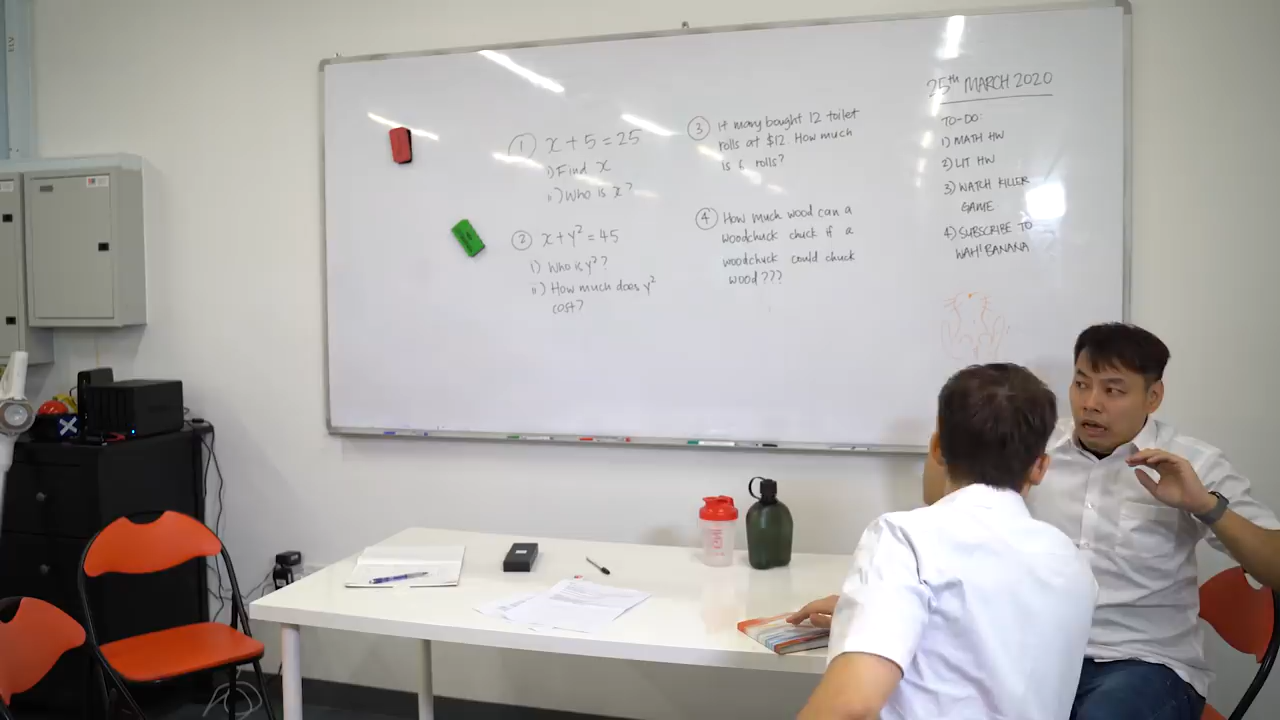 ① x + 5 = 25
i) Find x
ii) Who is x?
② x + y² = 45
i) Who is y²?
ii) How much does y²
cost?
③ If mary bought 12 toilet
rolls at $12. How much
is 6 rolls?
④ How much wood can a
woodchuck chuck if a
woodchuck could chuck
wood???
25th MARCH 2020
TO-DO:
1) MATH HW
2) LIT HW
3) WATCH KILLER
GAME
4) SUBSCRIBE TO
WAH!BANANA